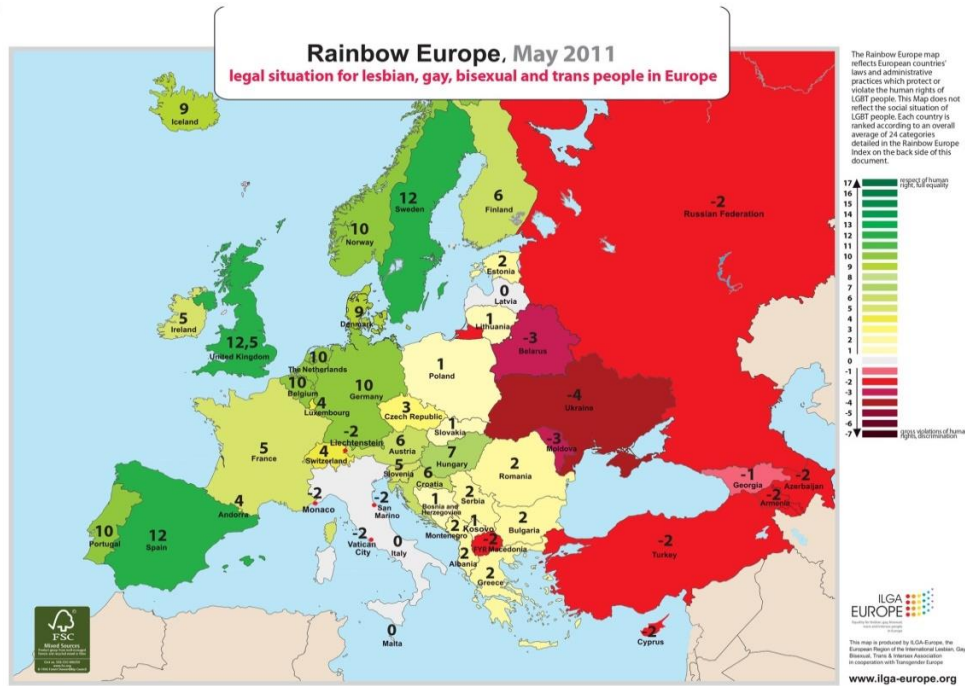 Rainbow Europe, May 2011
legal situation for lesbian, gay, bisexual and trans people in Europe
The Rainbow Europe map
reflects European countries'
laws and administrative
practices which protect or
violate the human rights of
LGBT people. This Map does not
reflect the social situation of
LGBT people. Each country is
ranked according to an overall
average of 24 categories
detailed in the Rainbow Europe
Index on the back side of this
document.
17
respect of human
right, full equality
16
15
14
13
12
11
10
9
8
7
6
5
4
3
2
1
0
-1
-2
-3
-4
-5
-6
-7
gross violations of human
rights, discrimination
9
Iceland
12
Sweden
6
Finland
10
Norway
-2
Russian Federation
2
Estonia
0
Latvia
1
Lithuania
9
Denmark
5
Ireland
12,5
United Kingdom
-3
Belarus
10
The Netherlands
10
Belgium
10
Germany
1
Poland
4
Luxembourg
3
Czech Republic
-4
Ukraine
1
Slovakia
-2
Liechtenstein
5
France
4
Switzerland
6
Austria
7
Hungary
-3
Moldova
5
Slovenia
6
Croatia
2
Romania
-1
Georgia
-2
Azerbaijan
-2
Armenia
-2
Monaco
-2
San
Marino
1
Bosnia and
Herzegovina
2
Serbia
4
Andorra
10
Portugal
12
Spain
-2
Vatican
City
0
Italy
2
Montenegro
1
Kosovo
2
Bulgaria
-2
FYR Macedonia
2
Albania
2
Greece
-2
Turkey
0
Malta
-2
Cyprus
FSC
Mixed Sources
ILGA
EUROPE
This map is produced by ILGA-Europe, the
European Region of the International Lesbian, Gay
Bisexual, Trans & Intersex Association
in cooperation with Transgender Europe
www.ilga-europe.org